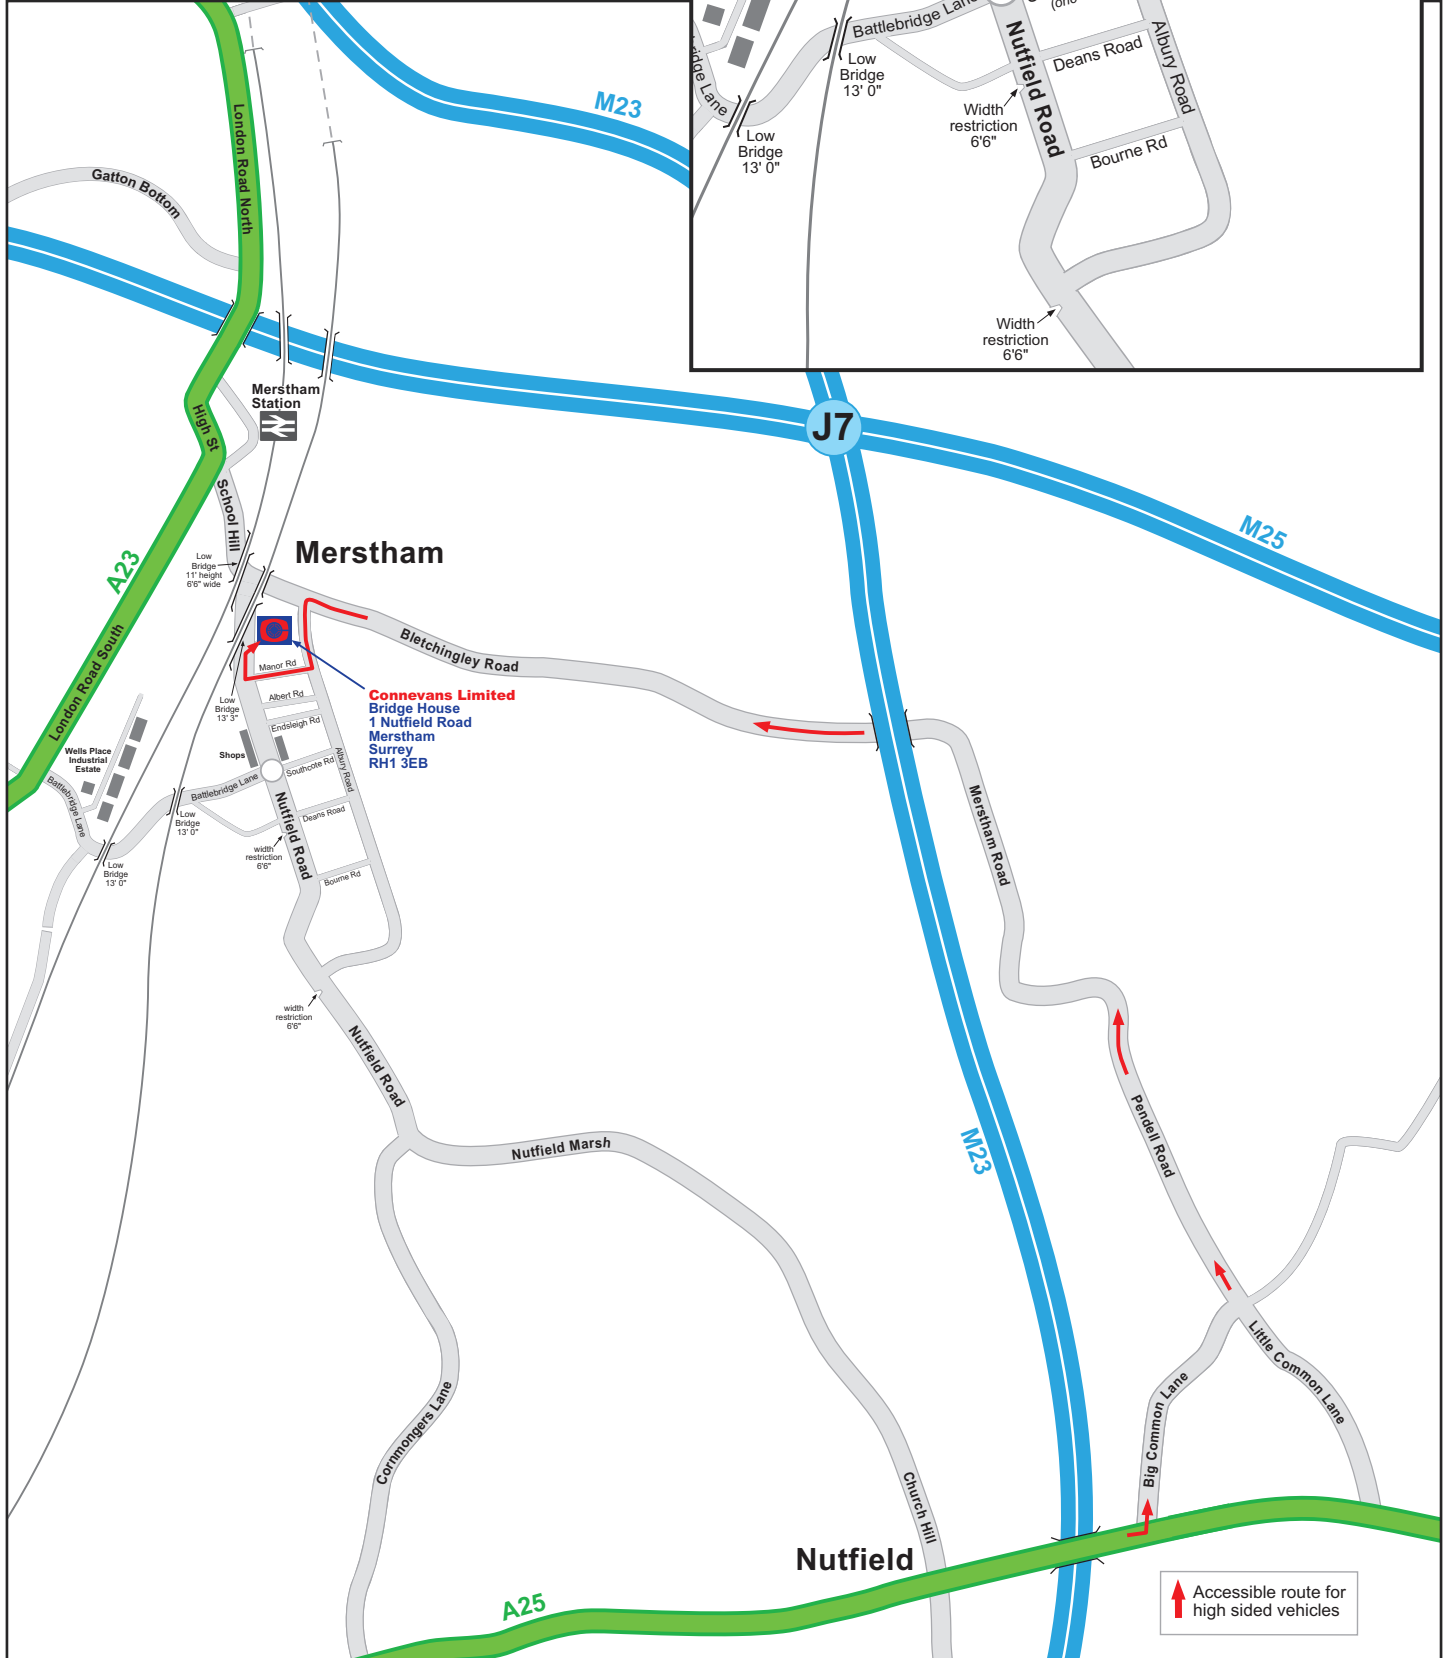 M23
Battlebridge Lane
(one
Low
Bridge
13' 0"
Nutfield Road
Deans Road
Albury Road
Width
restriction
6'6"
Low
Bridge
13' 0"
Bourne Rd
Width
restriction
6'6"
London Road North
Gatton Bottom
Merstham
Station
High St
J7
M25
School Hill
Merstham
A23
Low
Bridge
11' height
6'6" wide
London Road South
Bletchingley Road
Manor Rd
Connevans Limited
Bridge House
1 Nutfield Road
Merstham
Surrey
RH1 3EB
Albert Rd
Low
Bridge
13' 3"
Endsleigh Rd
Shops
Southcote Rd
Albury Road
Wells Place
Industrial
Estate
Battlebridge Lane
Battlebridge Lane
Low
Bridge
13' 0"
Nutfield Road
Deans Road
width
restriction
6'6"
Low
Bridge
13' 0"
Bourne Rd
Merstham Road
width
restriction
6'6"
Nutfield Road
Nutfield Marsh
M23
Pendell Road
Little Common Lane
Big Common Lane
Cornmongers Lane
Church Hill
Nutfield
A25
Accessible route for
high sided vehicles